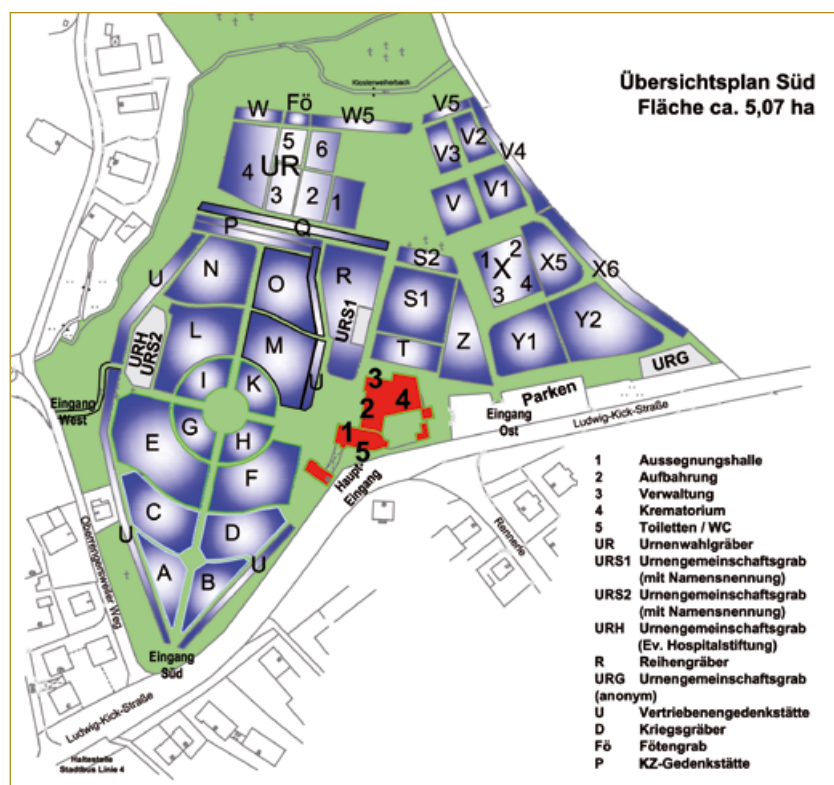 Übersichtsplan Süd
Fläche ca. 5,07 ha
Klosterweiherbach
W
Fö
W5
V5
V2
V3
V4
5
6
UR
4
3
2
1
V
V1
P
Q
U
N
O
R
S2
1
X
2
3
4
X5
X6
S1
URS1
L
M
T
Z
Y1
Y2
URH
URS2
URG
I
K
U
3
2
4
1
5
Parken
Eingang
West
Eingang
Ost
Ludwig-Kick-Straße
G
H
E
F
Haupt-
Eingang
C
D
U
U
A
B
Rennerle
Oberrengersweiler Weg
Eingang
Süd
Ludwig-Kick-Straße
Haltestelle
Stadtbus Linie 4
1 Aussegnungshalle
2 Aufbahrung
3 Verwaltung
4 Krematorium
5 Toiletten / WC
UR Urnenwahlgräber
URS1 Urnengemeinschaftsgrab
(mit Namensnennung)
URS2 Urnengemeinschaftsgrab
(mit Namensnennung)
URH Urnengemeinschaftsgrab
(Ev. Hospitalstiftung)
R Reihengräber
URG Urnengemeinschaftsgrab
(anonym)
U Vertriebenengedenkstätte
D Kriegsgräber
Fö Fötengrab
P KZ-Gedenkstätte